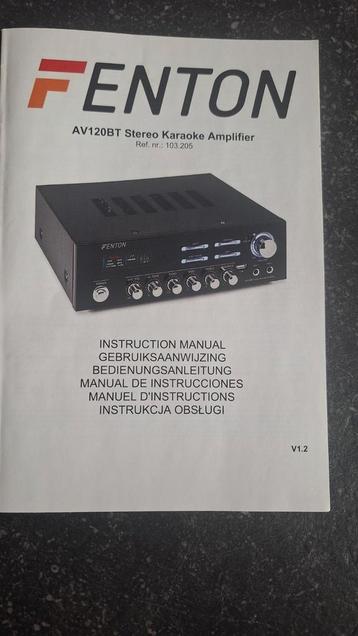 FENTON
AV120BT Stereo Karaoke Amplifier
Ref. nr.: 103.205
FENTON
INSTRUCTION MANUAL
GEBRUIKSAANWIJZING
BEDIENUNGSANLEITUNG
MANUAL DE INSTRUCCIONES
MANUEL D'INSTRUCTIONS
INSTRUKCJA OBSŁUGI
V1.2